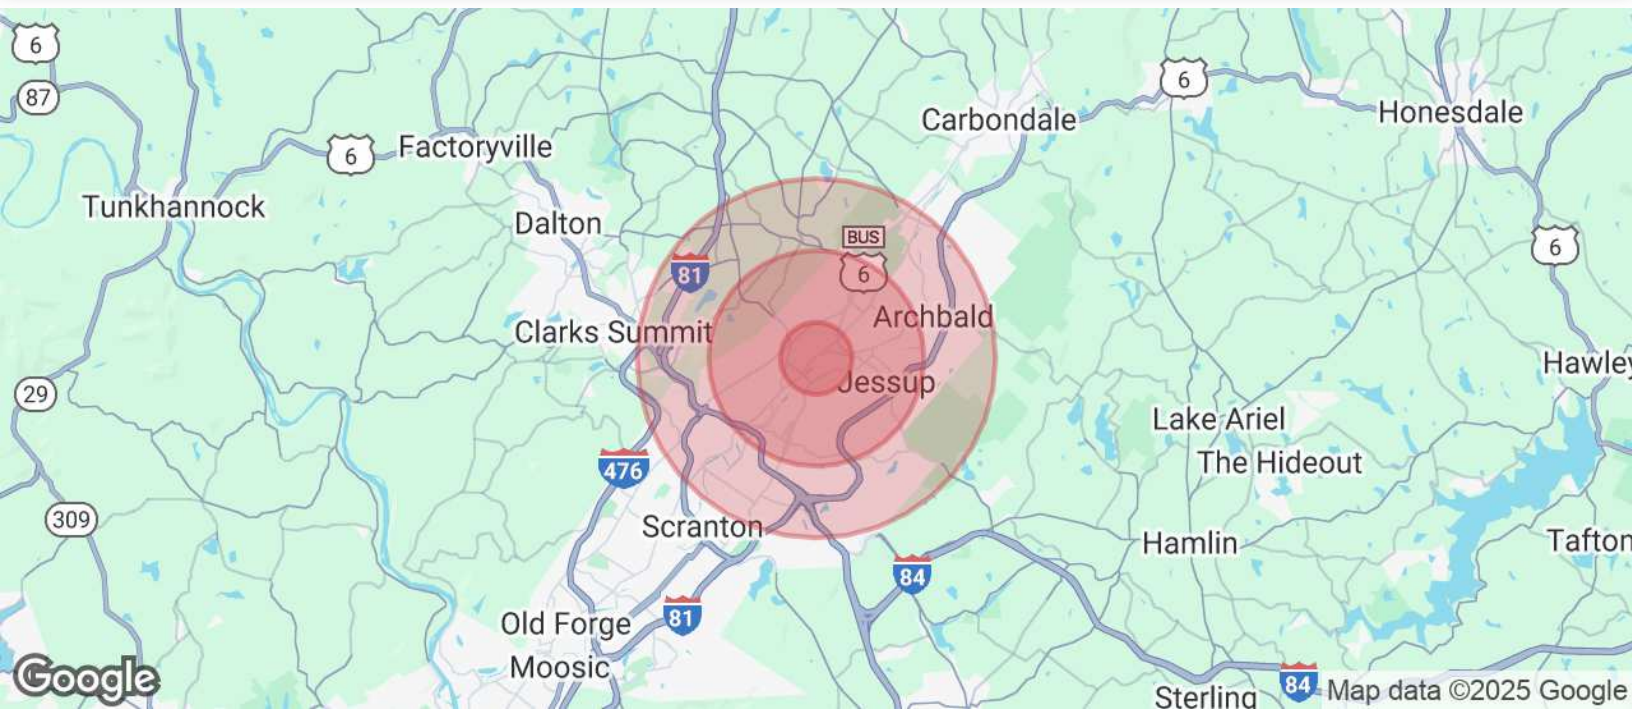 6
87
6
Carbondale
Honesdale
Factoryville
6
Tunkhannock
Dalton
BUS
6
6
81
Archbald
Clarks Summit
Hawley
Jessup
29
Lake Ariel
The Hideout
476
309
Scranton
Hamlin
Tafton
84
Old Forge
81
Moosic
Google
84
Map data ©2025 Google
Sterling